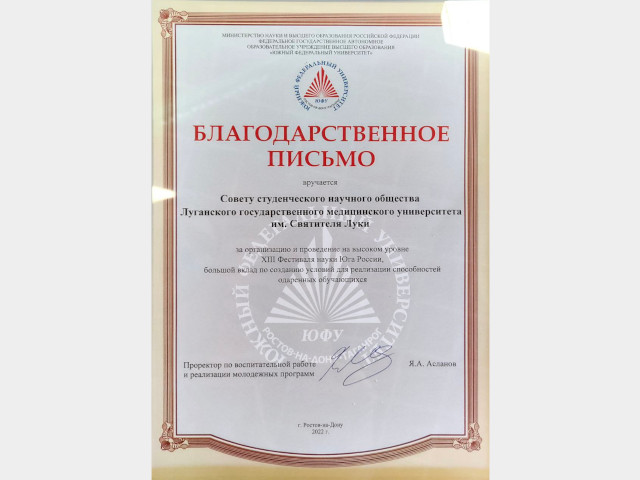 МИНИСТЕРСТВО НАУКИ И ВЫСШЕГО ОБРАЗОВАНИЯ РОССИЙСКОЙ ФЕДЕРАЦИИ
ФЕДЕРАЛЬНОЕ ГОСУДАРСТВЕННОЕ АВТОНОМНОЕ
ОБРАЗОВАТЕЛЬНОЕ УЧРЕЖДЕНИЕ ВЫСШЕГО ОБРАЗОВАНИЯ
«ЮЖНЫЙ ФЕДЕРАЛЬНЫЙ УНИВЕРСИТЕТ»
ЮЖНЫЙ ФЕДЕРАЛЬНЫЙ УНИВЕРСИТЕТ
ЮФУ
БЛАГОДАРСТВЕННОЕ
ПИСЬМО
вручается
Совету студенческого научного общества
Луганского государственного медицинского университета
им. Святителя Луки
за организацию и проведение на высоком уровне
XIII Фестиваля науки Юга России,
большой вклад по созданию условий для реализации способностей
одаренных обучающихся
ЮЖНЫЙ ФЕДЕРАЛЬНЫЙ УНИВЕРСИТЕТ
ЮФУ
РОСТОВ-НА-ДОНУ ТАГАНРОГ
Проректор по воспитательной работе
и реализации молодежных программ
Я.А. Асланов
г. Ростов-на-Дону
2022 г.